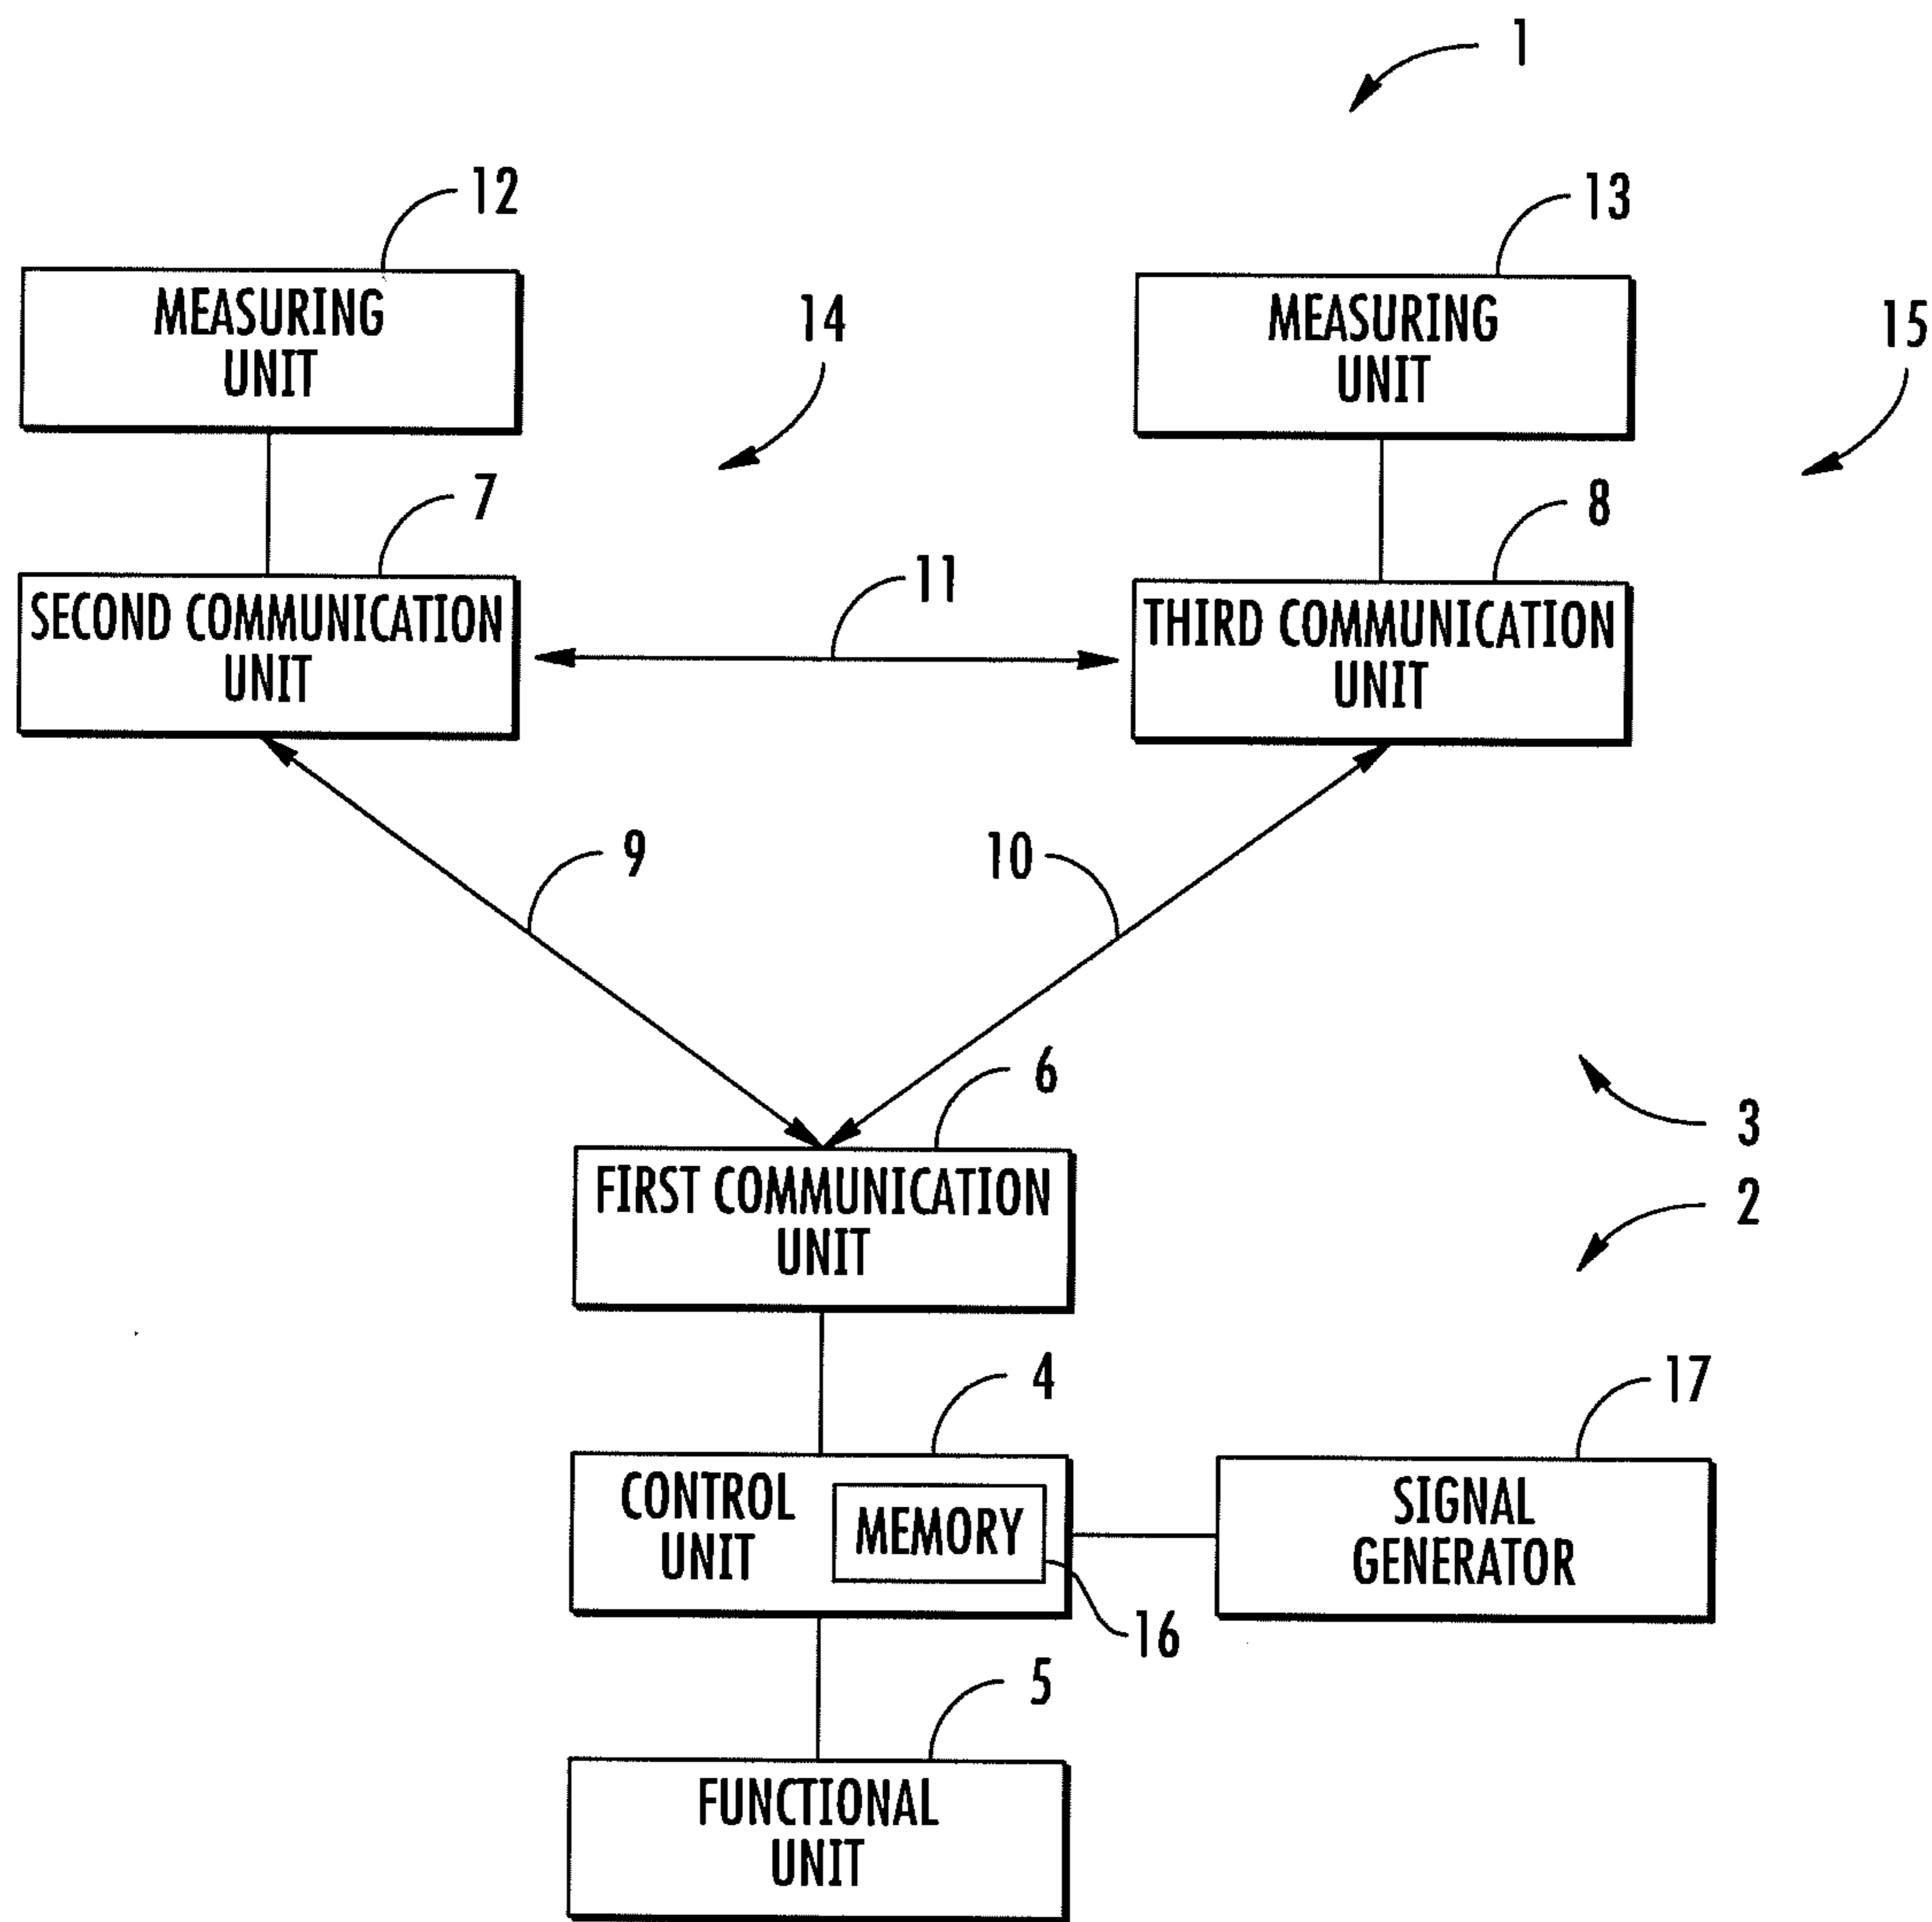 1
12
13
MEASURING
UNIT
14
MEASURING
UNIT
15
7
8
SECOND COMMUNICATION
UNIT
11
THIRD COMMUNICATION
UNIT
9
10
6
3
FIRST COMMUNICATION
UNIT
2
4
17
CONTROL
UNIT
MEMORY
SIGNAL
GENERATOR
16
5
FUNCTIONAL
UNIT